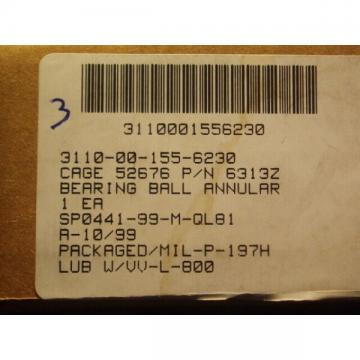 3
3110001556230
3110-00-155-6230
CAGE 52676 P/N 6313Z
BEARING BALL ANNULAR
1 EA
SP0441-99-M-QL81
A-10/99
PACKAGED/MIL-P-197H
LUB W/VV-L-800